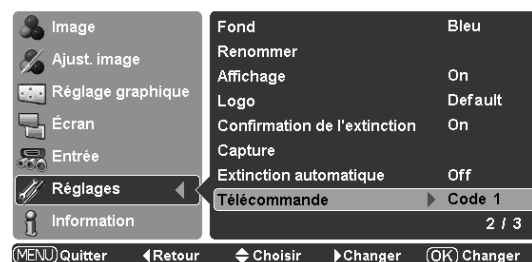 Image
Ajust. image
Réglage graphique
Écran
Entrée
Réglages
Information
Fond Bleu
Renommer
Affichage On
Logo Default
Confirmation de l'extinction On
Capture
Extinction automatique Off
Télécommande Code 1
2 / 3
MENU Quitter Retour Choisir Changer OK Changer